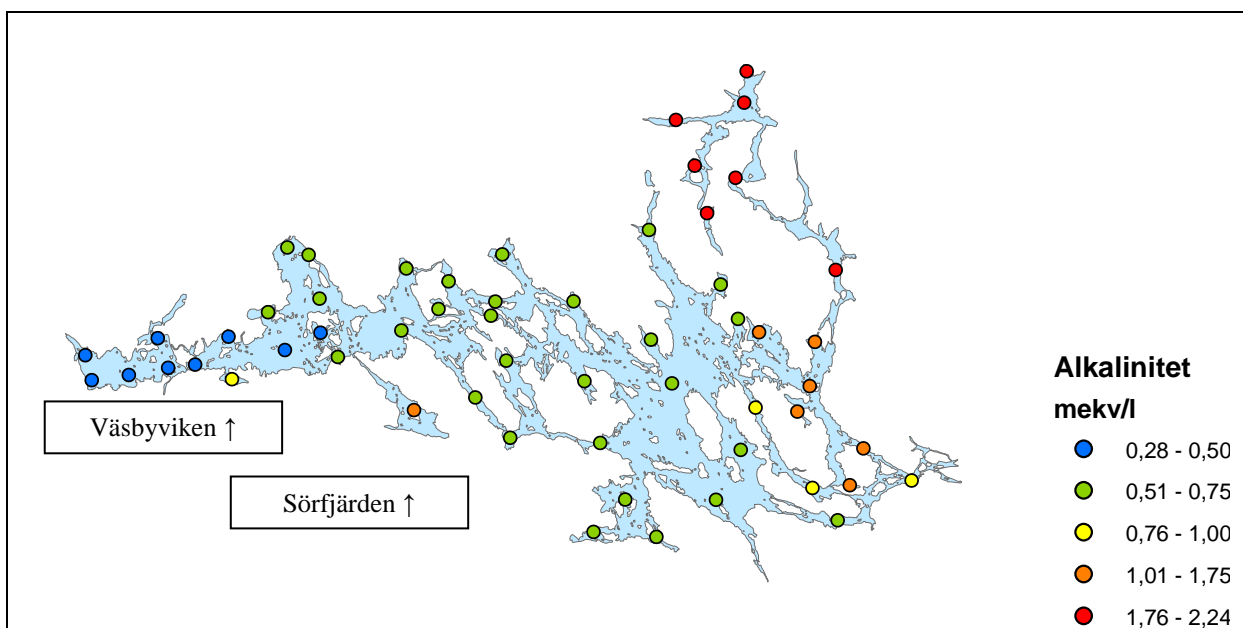 Väsbyviken ↑
Sörfjärden ↑
Alkalinitet
mekv/l
0,28 - 0,50
0,51 - 0,75
0,76 - 1,00
1,01 - 1,75
1,76 - 2,24